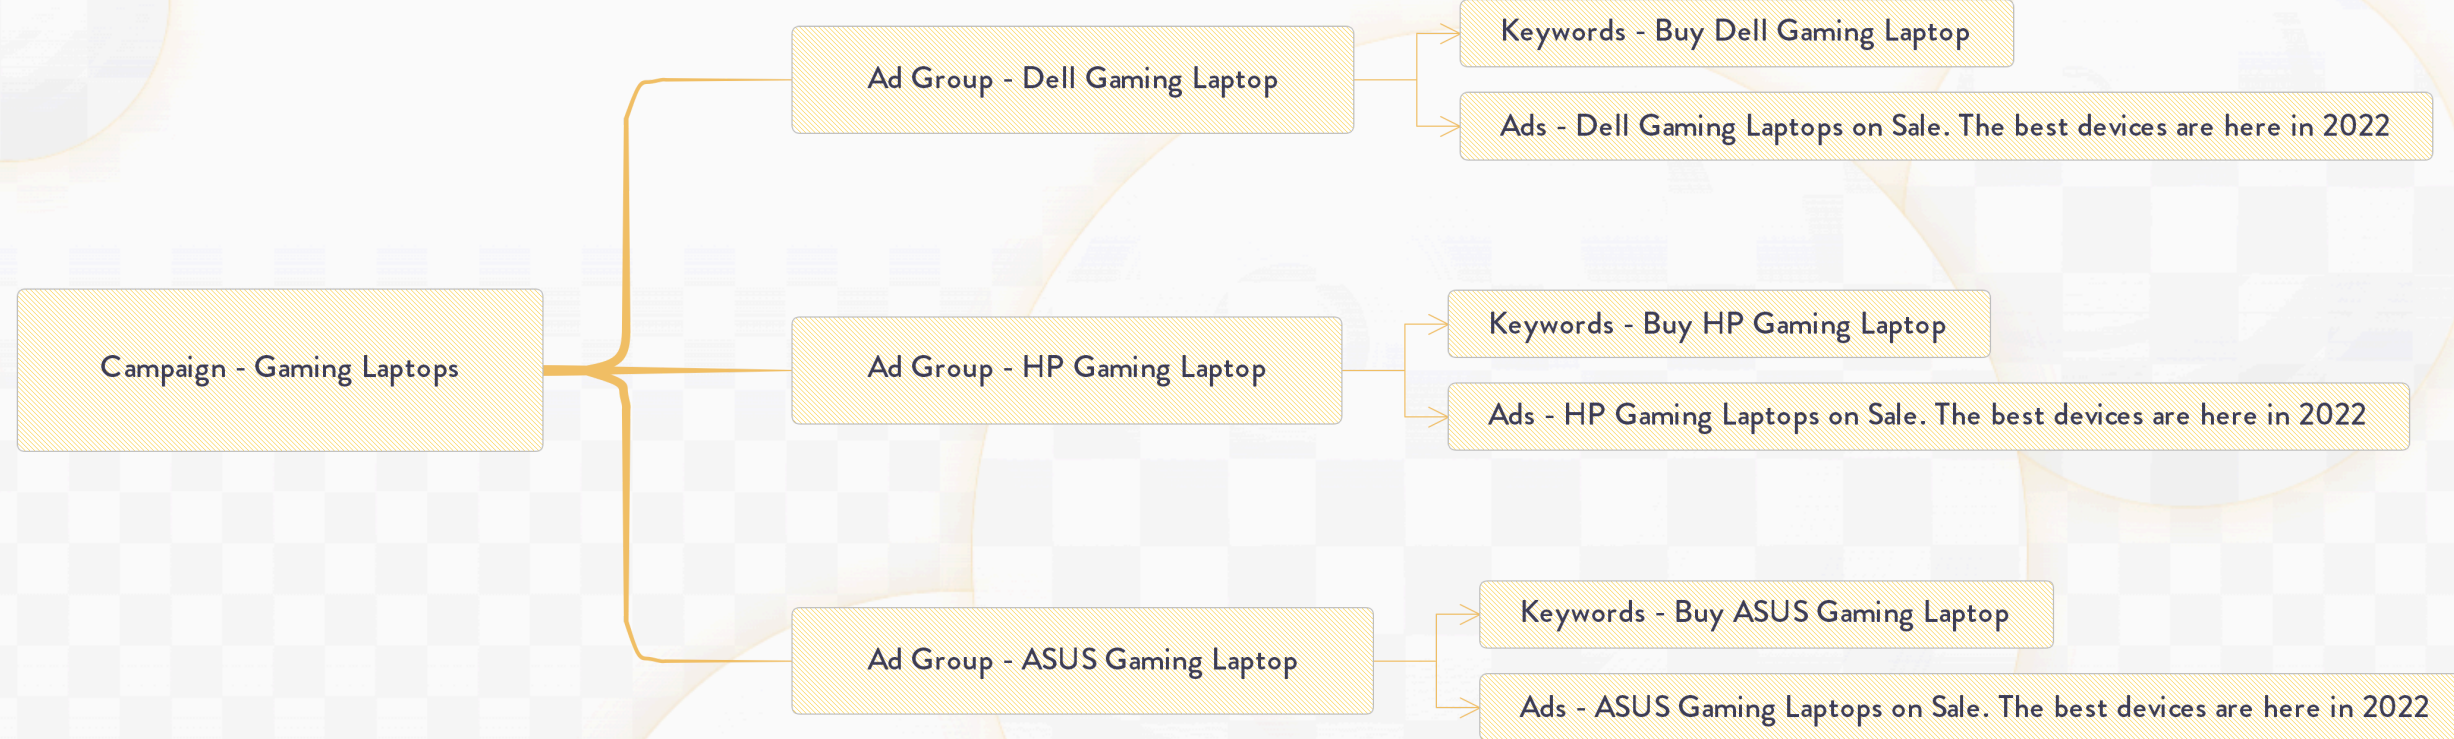 Campaign - Gaming Laptops
Ad Group - Dell Gaming Laptop
Keywords - Buy Dell Gaming Laptop
Ads - Dell Gaming Laptops on Sale. The best devices are here in 2022
Ad Group - HP Gaming Laptop
Keywords - Buy HP Gaming Laptop
Ads - HP Gaming Laptops on Sale. The best devices are here in 2022
Ad Group - ASUS Gaming Laptop
Keywords - Buy ASUS Gaming Laptop
Ads - ASUS Gaming Laptops on Sale. The best devices are here in 2022